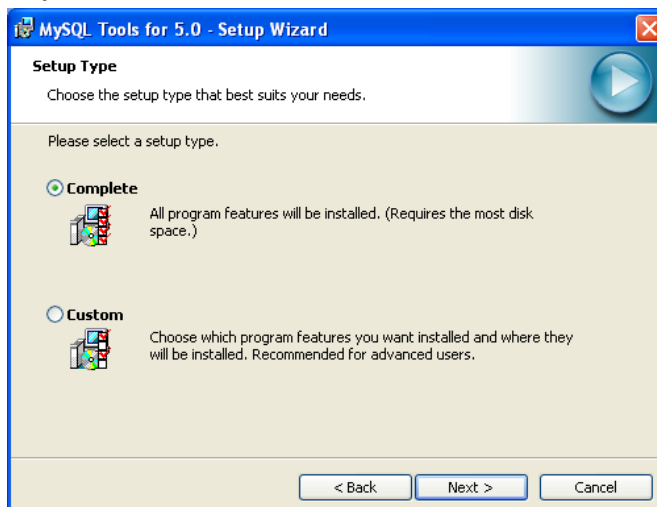 MySQL Tools for 5.0 - Setup Wizard
Setup Type
Choose the setup type that best suits your needs.
Please select a setup type.
Complete
All program features will be installed. (Requires the most disk
space.)
Custom
Choose which program features you want installed and where they
will be installed. Recommended for advanced users.
< Back
Next >
Cancel